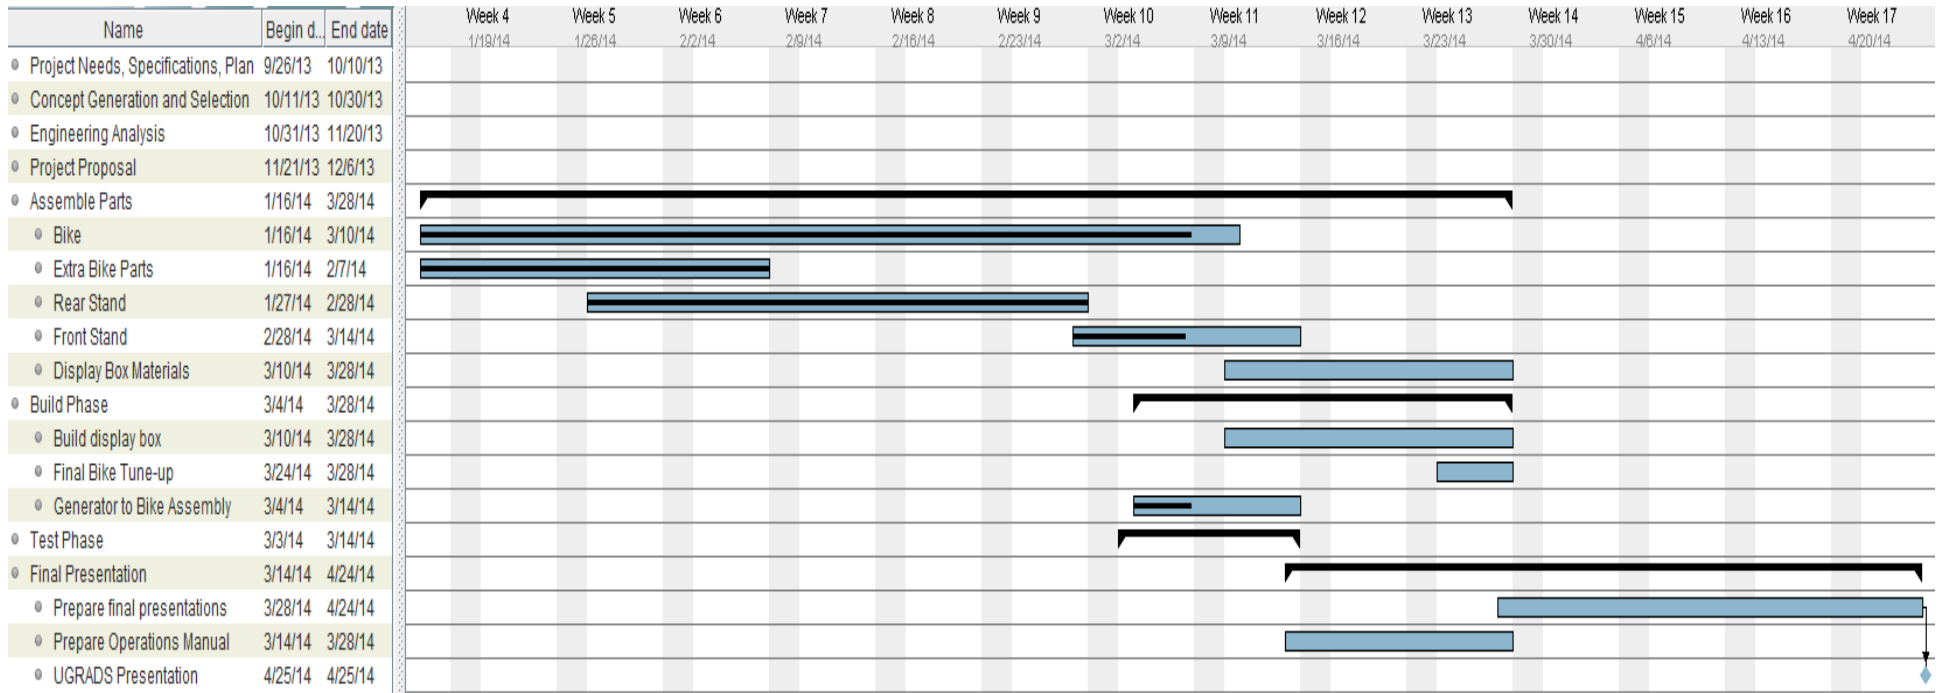 Name Begin d... End date Week 4 Week 5 Week 6 Week 7 Week 8 Week 9 Week 10 Week 11 Week 12 Week 13 Week 14 Week 15 Week 16 Week 17
1/19/14 1/26/14 2/2/14 2/9/14 2/16/14 2/23/14 3/2/14 3/9/14 3/16/14 3/23/14 3/30/14 4/6/14 4/13/14 4/20/14
Project Needs, Specifications, Plan 9/26/13 10/10/13
Concept Generation and Selection 10/11/13 10/30/13
Engineering Analysis 10/31/13 11/20/13
Project Proposal 11/21/13 12/6/13
Assemble Parts 1/16/14 3/28/14
Bike 1/16/14 3/10/14
Extra Bike Parts 1/16/14 2/7/14
Rear Stand 1/27/14 2/28/14
Front Stand 2/28/14 3/14/14
Display Box Materials 3/10/14 3/28/14
Build Phase 3/4/14 3/28/14
Build display box 3/10/14 3/28/14
Final Bike Tune-up 3/24/14 3/28/14
Generator to Bike Assembly 3/4/14 3/14/14
Test Phase 3/3/14 3/14/14
Final Presentation 3/14/14 4/24/14
Prepare final presentations 3/28/14 4/24/14
Prepare Operations Manual 3/14/14 3/28/14
UGRADS Presentation 4/25/14 4/25/14